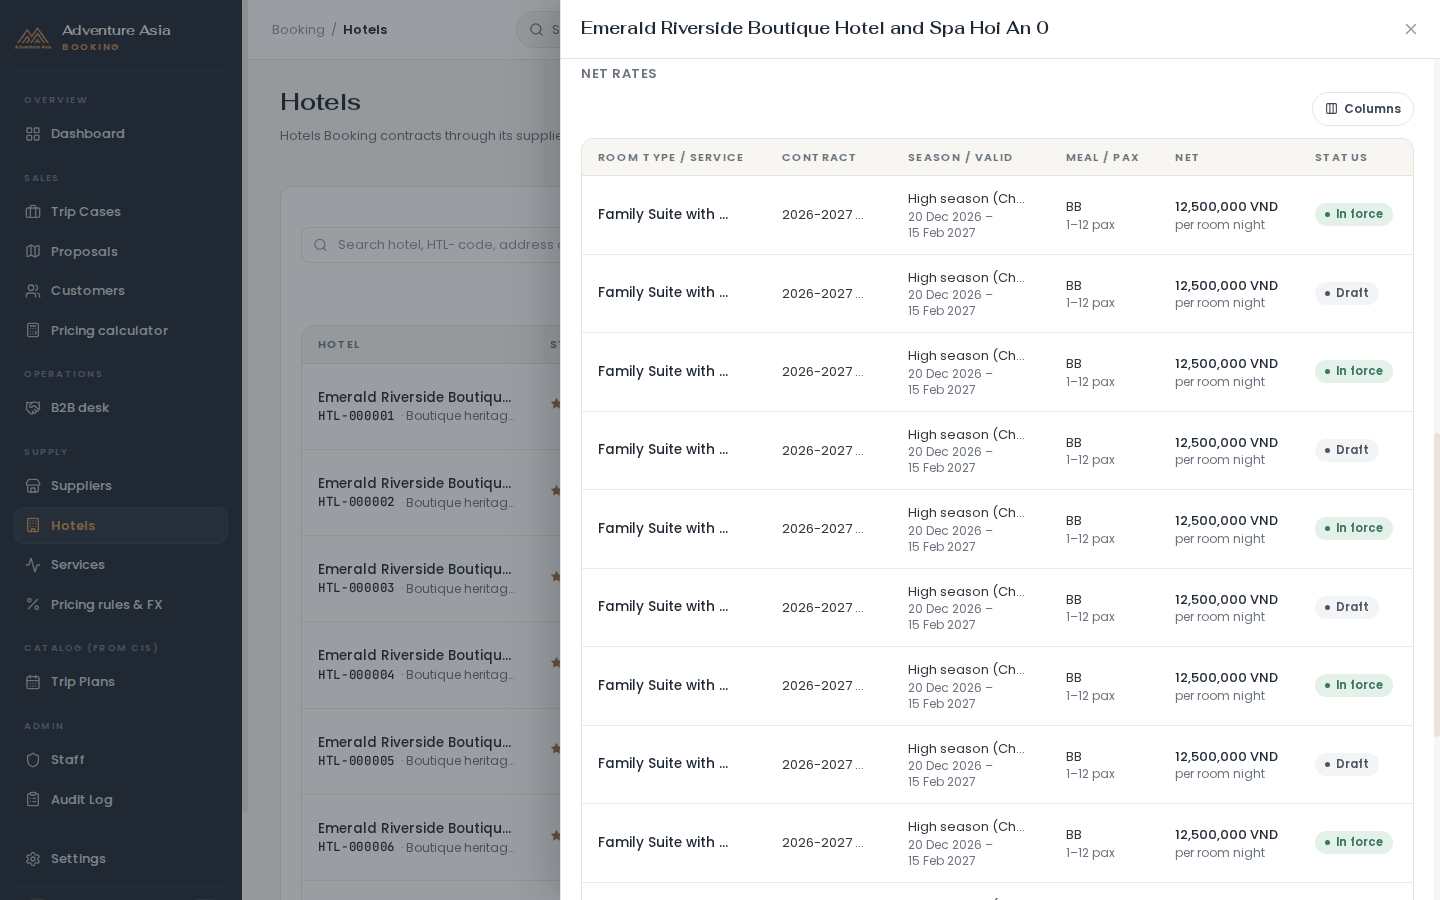 Adventure Asia
BOOKING
Adventure Asia
OVERVIEW
Dashboard
SALES
Trip Cases
Proposals
Customers
Pricing calculator
OPERATIONS
B2B desk
SUPPLY
Suppliers
Hotels
Services
Pricing rules & FX
CATALOG (FROM CIS)
Trip Plans
ADMIN
Staff
Audit Log
Settings
Booking / Hotels
S
Hotels
Hotels Booking contracts through its supplie
Search hotel, HTL- code, address o
HOTEL ST
Emerald Riverside Boutiqu...
HTL-000001 · Boutique heritag...
Emerald Riverside Boutiqu...
HTL-000002 · Boutique heritag...
Emerald Riverside Boutiqu...
HTL-000003 · Boutique heritag...
Emerald Riverside Boutiqu...
HTL-000004 · Boutique heritag...
Emerald Riverside Boutiqu...
HTL-000005 · Boutique heritag...
Emerald Riverside Boutiqu...
HTL-000006 · Boutique heritag...
Emerald Riverside Boutique Hotel and Spa Hoi An 0
NET RATES
Columns
ROOM TYPE / SERVICE CONTRACT SEASON / VALID MEAL / PAX NET STATUS
Family Suite with ... 2026-2027 ... High season (Ch... BB 12,500,000 VND In force
20 Dec 2026 – 1–12 pax per room night
15 Feb 2027
Family Suite with ... 2026-2027 ... High season (Ch... BB 12,500,000 VND Draft
20 Dec 2026 – 1–12 pax per room night
15 Feb 2027
Family Suite with ... 2026-2027 ... High season (Ch... BB 12,500,000 VND In force
20 Dec 2026 – 1–12 pax per room night
15 Feb 2027
Family Suite with ... 2026-2027 ... High season (Ch... BB 12,500,000 VND Draft
20 Dec 2026 – 1–12 pax per room night
15 Feb 2027
Family Suite with ... 2026-2027 ... High season (Ch... BB 12,500,000 VND In force
20 Dec 2026 – 1–12 pax per room night
15 Feb 2027
Family Suite with ... 2026-2027 ... High season (Ch... BB 12,500,000 VND Draft
20 Dec 2026 – 1–12 pax per room night
15 Feb 2027
Family Suite with ... 2026-2027 ... High season (Ch... BB 12,500,000 VND In force
20 Dec 2026 – 1–12 pax per room night
15 Feb 2027
Family Suite with ... 2026-2027 ... High season (Ch... BB 12,500,000 VND Draft
20 Dec 2026 – 1–12 pax per room night
15 Feb 2027
Family Suite with ... 2026-2027 ... High season (Ch... BB 12,500,000 VND In force
20 Dec 2026 – 1–12 pax per room night
15 Feb 2027